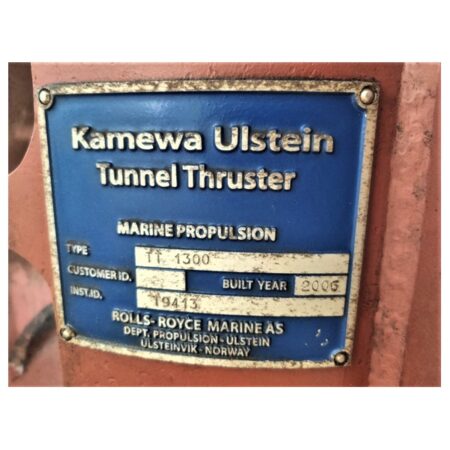 Kamewa Ulstein
Tunnel Thruster
MARINE PROPULSION
TYPE TT 1300
CUSTOMER ID. BUILT YEAR 2006
INST.ID. T9413
ROLLS-ROYCE MARINE AS
DEPT. PROPULSION - ULSTEIN
ULSTEINVIK - NORWAY